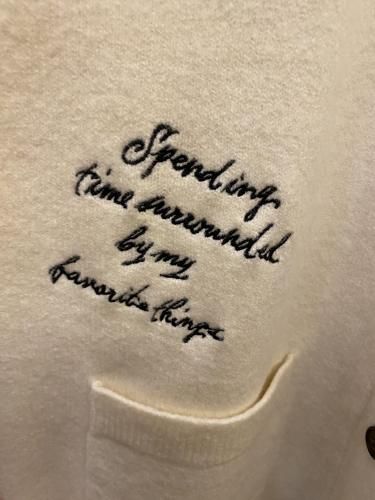 Spending
time surrounded
by my
favorite things